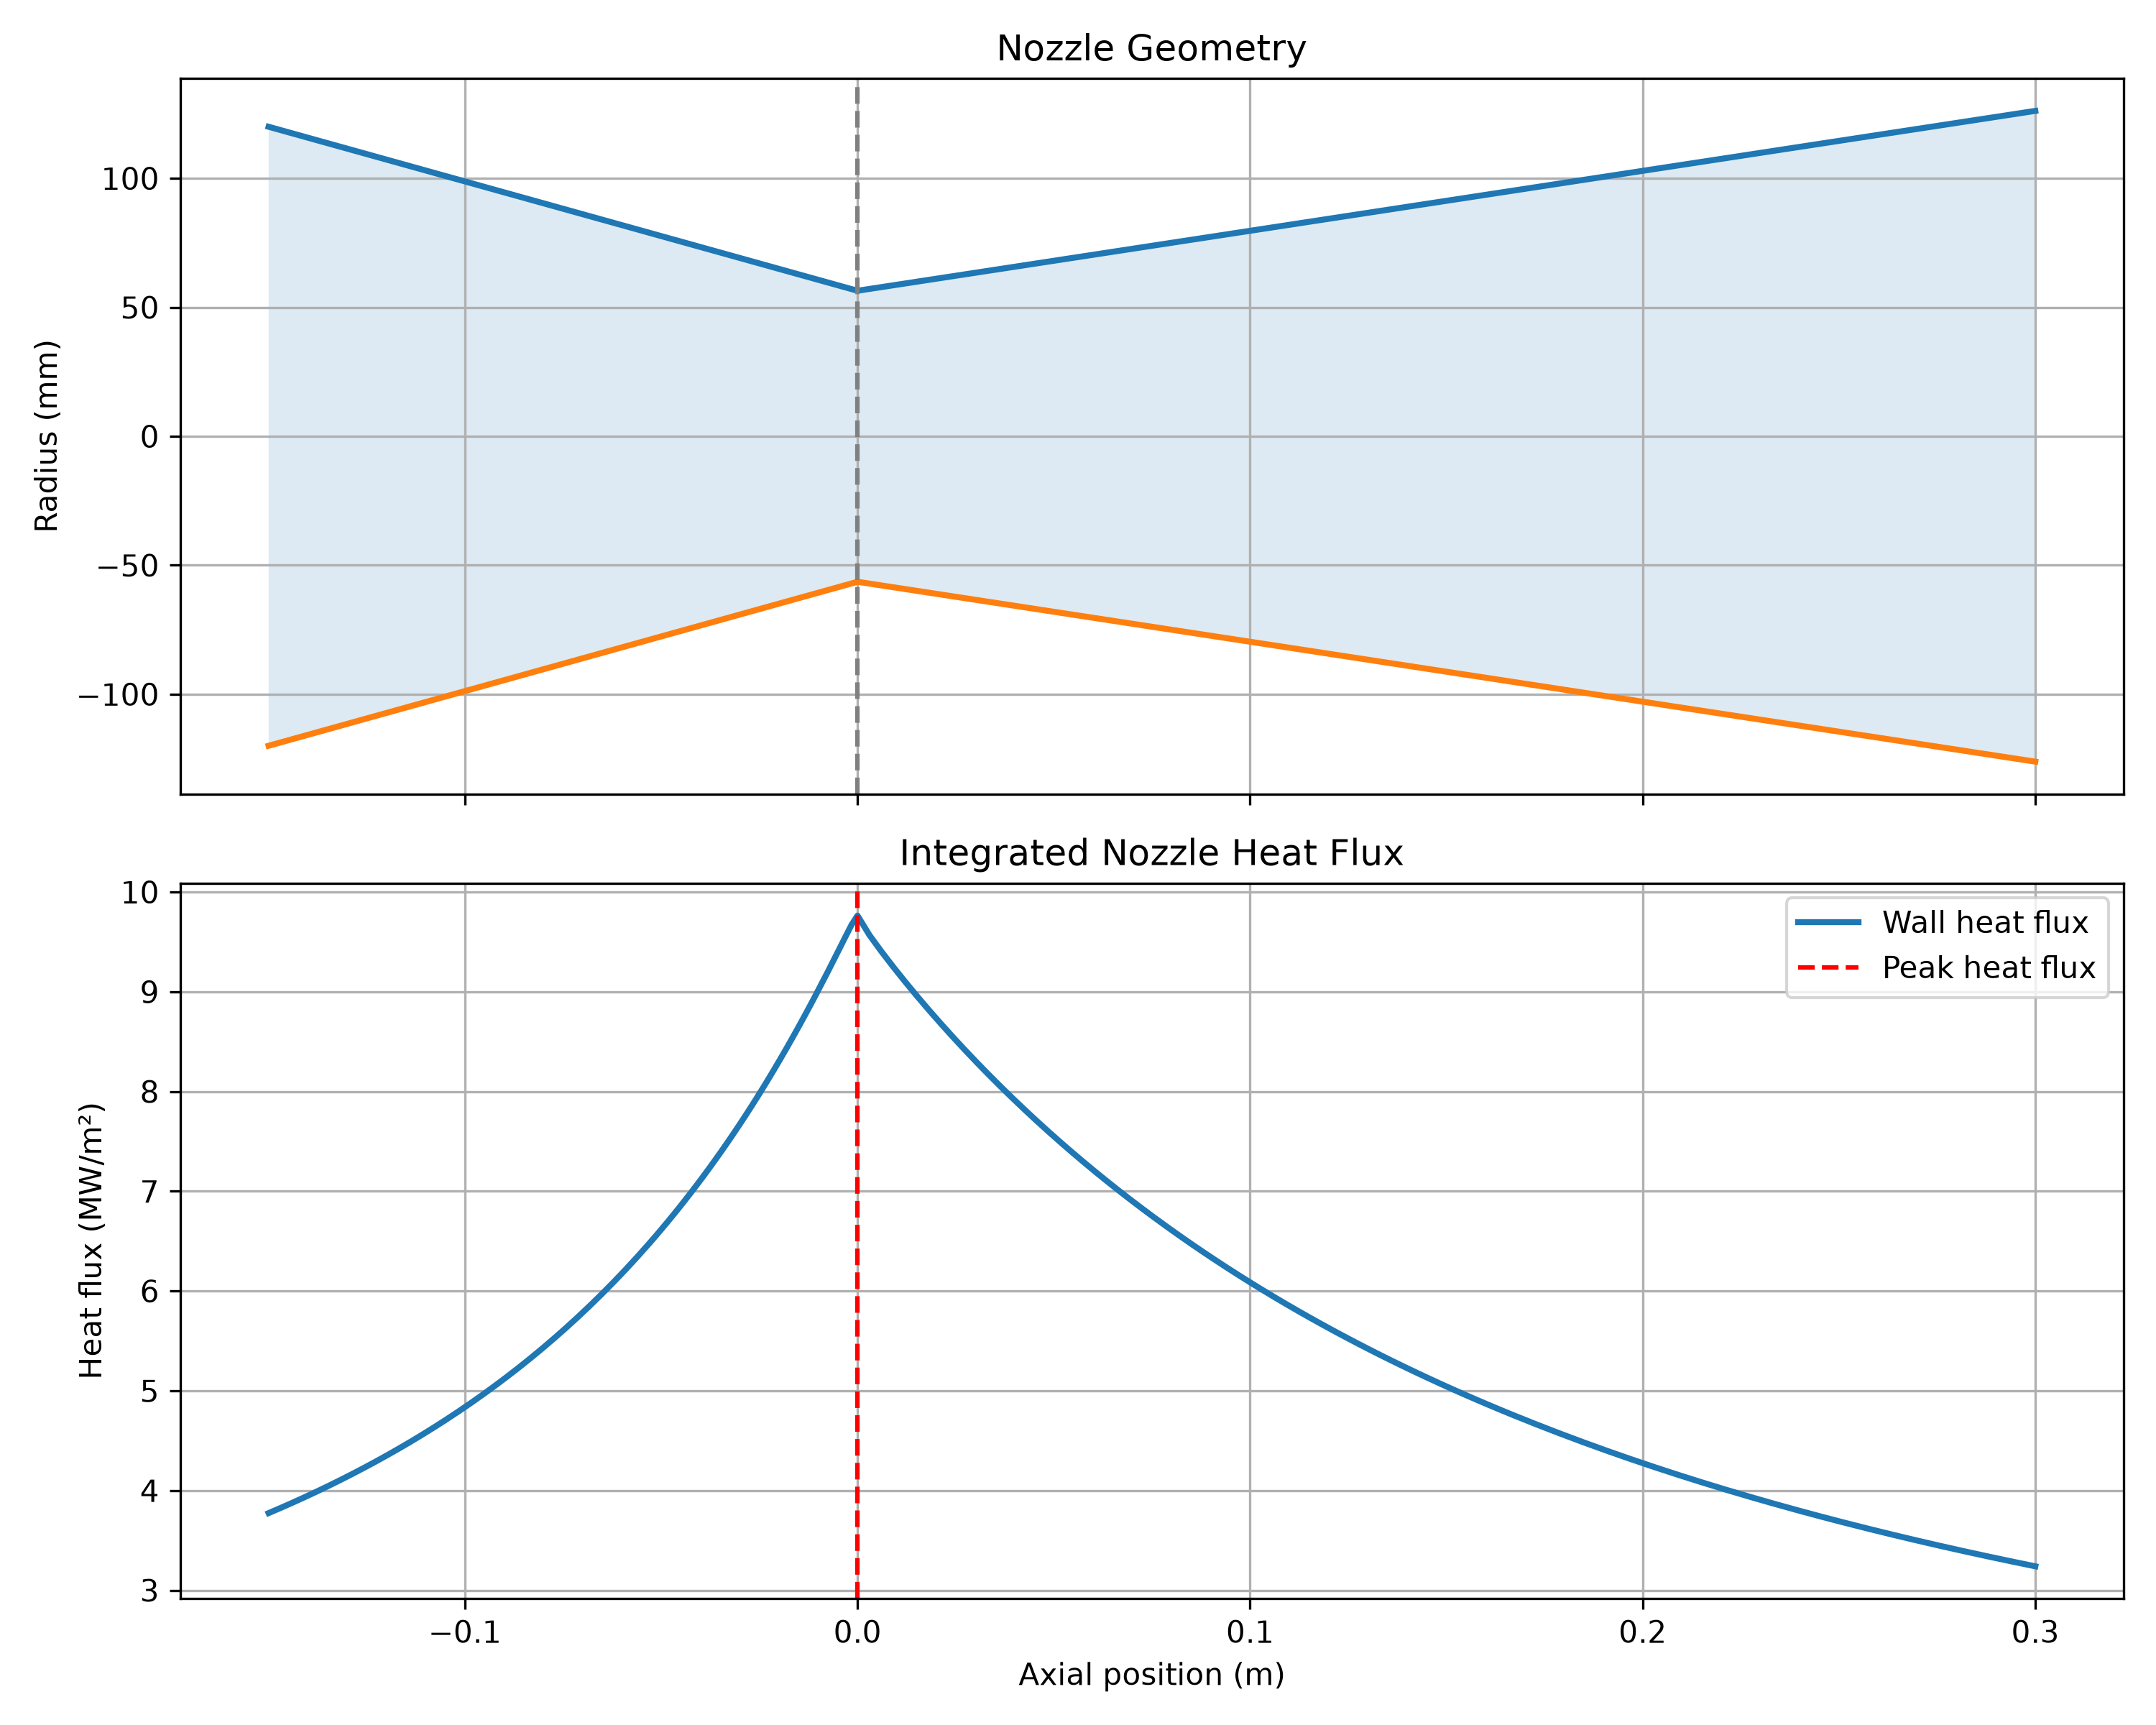 Nozzle Geometry
100
50
0
−50
−100
Radius (mm)
Integrated Nozzle Heat Flux
10
9
8
7
6
5
4
3
Heat flux (MW/m²)
Wall heat flux
Peak heat flux
−0.1 0.0 0.1 0.2 0.3
Axial position (m)